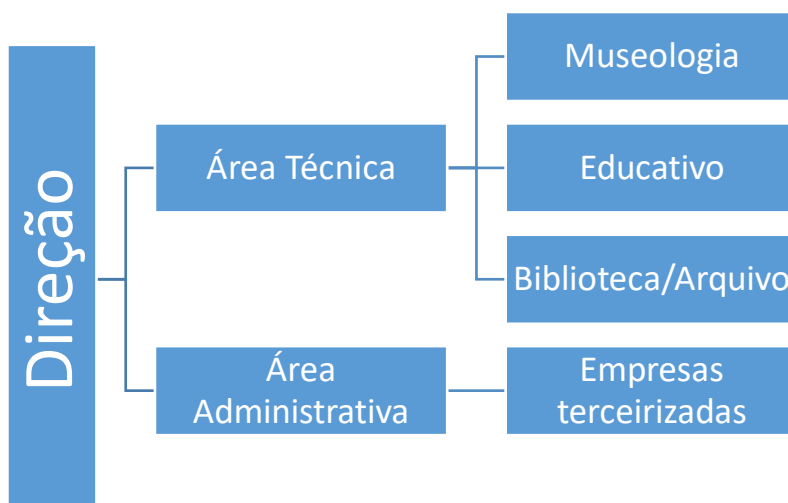 Direção
Área Técnica
Museologia
Educativo
Biblioteca/Arquivo
Área
Administrativa
Empresas
terceirizadas